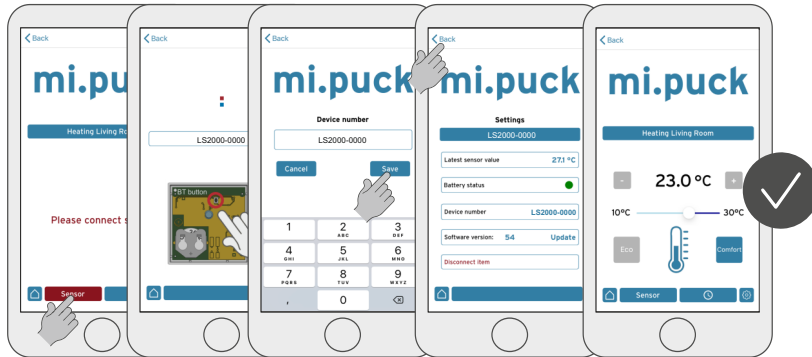 Back
mi.pu
Heating Living Ro
Please connect s
Sensor
Back
LS2000-0000
BT button
Back
mi.puck
Device number
LS2000-0000
Cancel
Save
1
2
ABC
3
DEF
4
GHI
5
JKL
6
MNO
7
PQRS
8
TUV
9
WXYZ
,
0
Back
mi.puck
Settings
LS2000-0000
Latest sensor value 27.1 °C
Battery status
Device number LS2000-0000
Software version: 54 Update
Disconnect item
Back
mi.puck
Heating Living Room
- 23.0 °C +
10°C 30°C
Eco
Comfort
Sensor